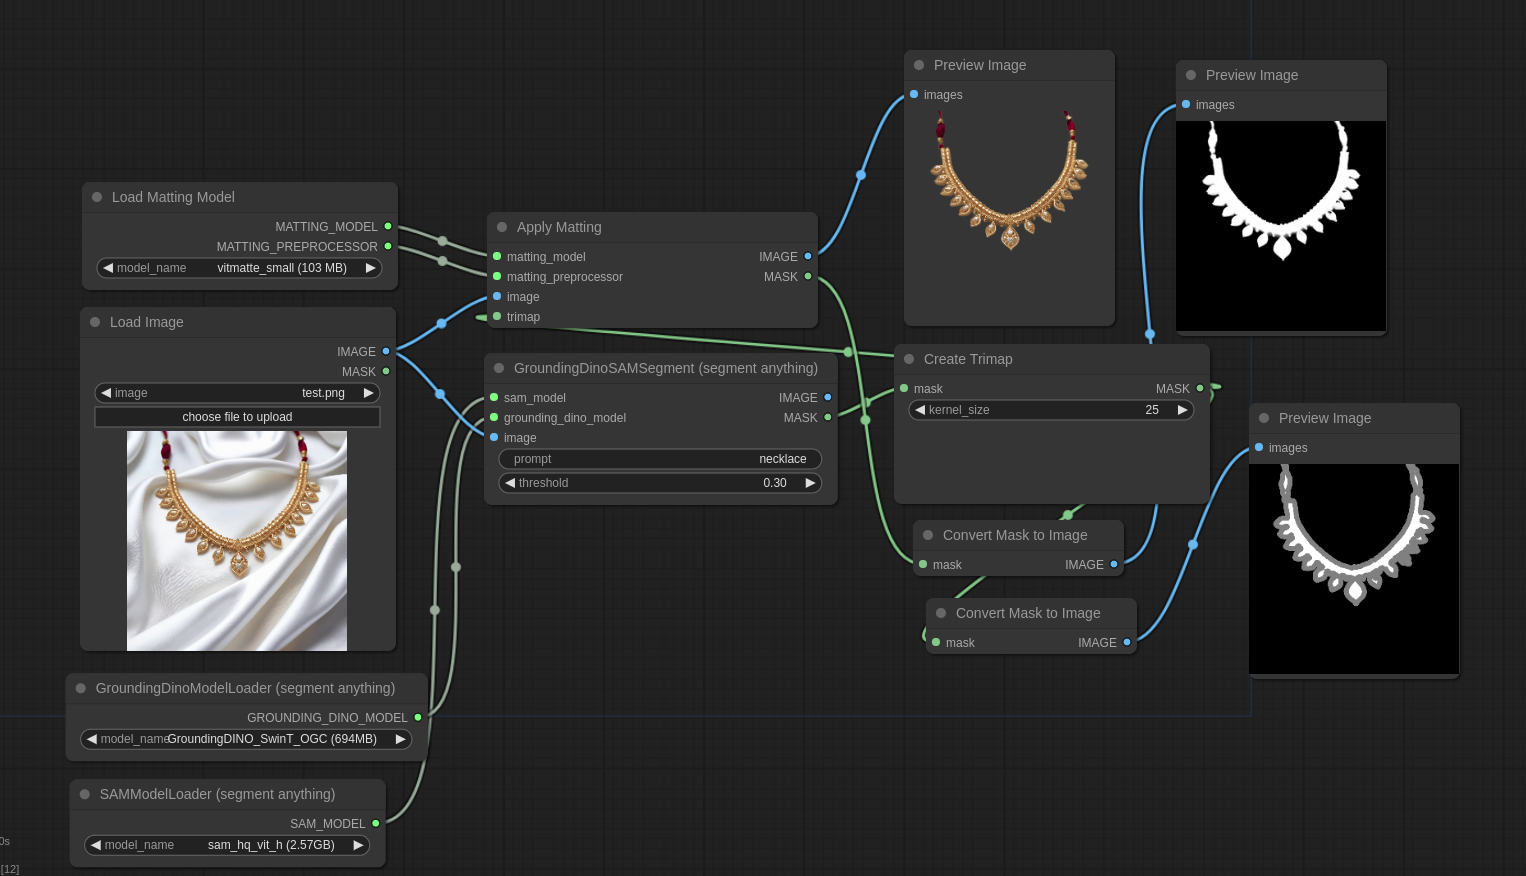 Load Matting Model
MATTING_MODEL
MATTING_PREPROCESSOR
model_name vitmatte_small (103 MB)
Load Image
IMAGE
MASK
image test.png
choose file to upload
GroundingDinoModelLoader (segment anything)
GROUNDING_DINO_MODEL
model_name GroundingDINO_SwinT_OGC (694MB)
SAMModelLoader (segment anything)
SAM_MODEL
model_name sam_hq_vit_h (2.57GB)
0s
[12]
Apply Matting
matting_model IMAGE
matting_preprocessor MASK
image
trimap
GroundingDinoSAMSegment (segment anything)
sam_model IMAGE
grounding_dino_model MASK
image
prompt necklace
threshold 0.30
Preview Image
images
Create Trimap
mask MASK
kernel_size 25
Convert Mask to Image
mask IMAGE
Convert Mask to Image
mask IMAGE
Preview Image
images
Preview Image
images